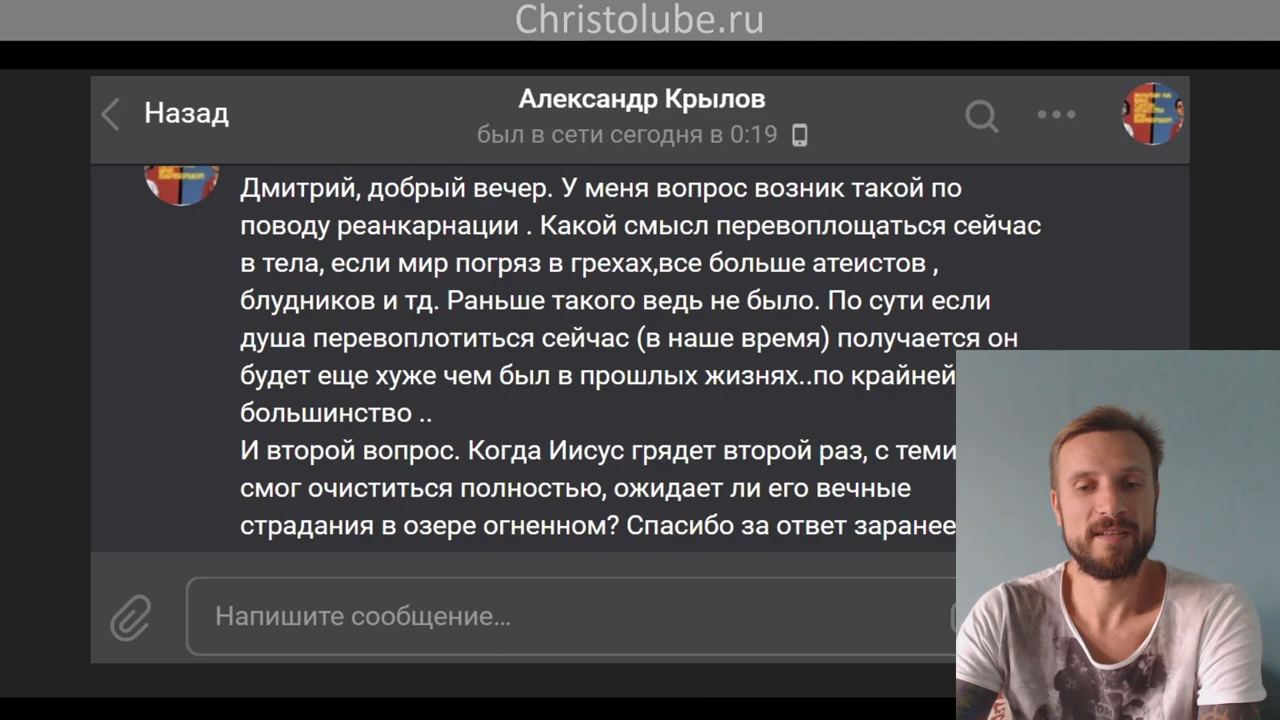 Christolube.ru
Назад
Александр Крылов
был в сети сегодня в 0:19
Дмитрий, добрый вечер. У меня вопрос возник такой по
поводу реанкарнации . Какой смысл перевоплощаться сейчас
в тела, если мир погряз в грехах,все больше атеистов ,
блудников и тд. Раньше такого ведь не было. По сути если
душа перевоплотиться сейчас (в наше время) получается он
будет еще хуже чем был в прошлых жизнях..по крайней
большинство ..
И второй вопрос. Когда Иисус грядет второй раз, с теми
смог очиститься полностью, ожидает ли его вечные
страдания в озере огненном? Спасибо за ответ заранее
Напишите сообщение...